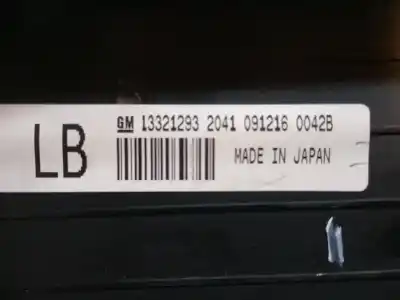 GM 13321293 2041 091216 0042B
LB
MADE IN JAPAN